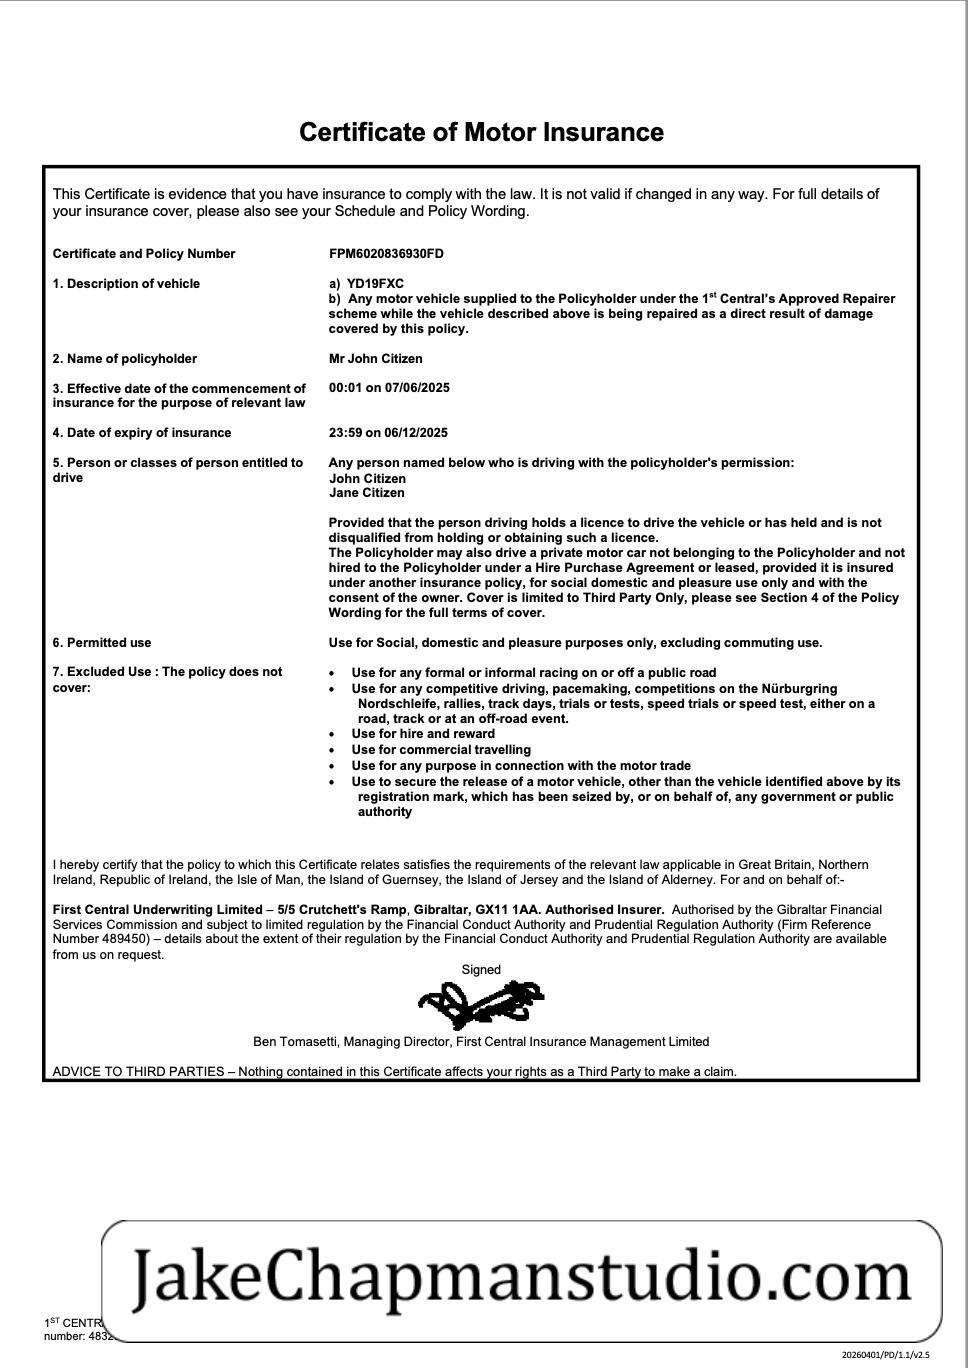 Certificate of Motor Insurance
This Certificate is evidence that you have insurance to comply with the law. It is not valid if changed in any way. For full details of
your insurance cover, please also see your Schedule and Policy Wording.
Certificate and Policy Number FPM6020836930FD
1. Description of vehicle a) YD19FXC
b) Any motor vehicle supplied to the Policyholder under the 1st Central's Approved Repairer
scheme while the vehicle described above is being repaired as a direct result of damage
covered by this policy.
2. Name of policyholder Mr John Citizen
3. Effective date of the commencement of 00:01 on 07/06/2025
insurance for the purpose of relevant law
4. Date of expiry of insurance 23:59 on 06/12/2025
5. Person or classes of person entitled to Any person named below who is driving with the policyholder's permission:
drive John Citizen
Jane Citizen
Provided that the person driving holds a licence to drive the vehicle or has held and is not
disqualified from holding or obtaining such a licence.
The Policyholder may also drive a private motor car not belonging to the Policyholder and not
hired to the Policyholder under a Hire Purchase Agreement or leased, provided it is insured
under another insurance policy, for social domestic and pleasure use only and with the
consent of the owner. Cover is limited to Third Party Only, please see Section 4 of the Policy
Wording for the full terms of cover.
6. Permitted use Use for Social, domestic and pleasure purposes only, excluding commuting use.
7. Excluded Use : The policy does not • Use for any formal or informal racing on or off a public road
cover: • Use for any competitive driving, pacemaking, competitions on the Nürburgring
Nordschleife, rallies, track days, trials or tests, speed trials or speed test, either on a
road, track or at an off-road event.
• Use for hire and reward
• Use for commercial travelling
• Use for any purpose in connection with the motor trade
• Use to secure the release of a motor vehicle, other than the vehicle identified above by its
registration mark, which has been seized by, or on behalf of, any government or public
authority
I hereby certify that the policy to which this Certificate relates satisfies the requirements of the relevant law applicable in Great Britain, Northern
Ireland, Republic of Ireland, the Isle of Man, the Island of Guernsey, the Island of Jersey and the Island of Alderney. For and on behalf of:-
First Central Underwriting Limited – 5/5 Crutchett's Ramp, Gibraltar, GX11 1AA. Authorised Insurer. Authorised by the Gibraltar Financial
Services Commission and subject to limited regulation by the Financial Conduct Authority and Prudential Regulation Authority (Firm Reference
Number 489450) – details about the extent of their regulation by the Financial Conduct Authority and Prudential Regulation Authority are available
from us on request.
Signed
Ben Tomasetti, Managing Director, First Central Insurance Management Limited
ADVICE TO THIRD PARTIES – Nothing contained in this Certificate affects your rights as a Third Party to make a claim.
JakeChapmanstudio.com
1ST
number:
20260401/PD/1.1/v2.5